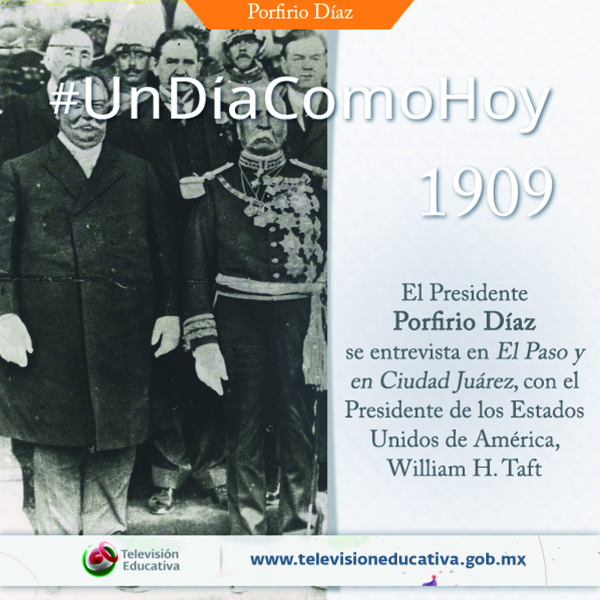 Porfirio Díaz
#UnDíaComoHoy
1909
El Presidente
Porfirio Díaz
se entrevista en El Paso y
en Ciudad Juárez, con el
Presidente de los Estados
Unidos de América,
William H. Taft
Televisión
Educativa
www.televisioneducativa.gob.mx